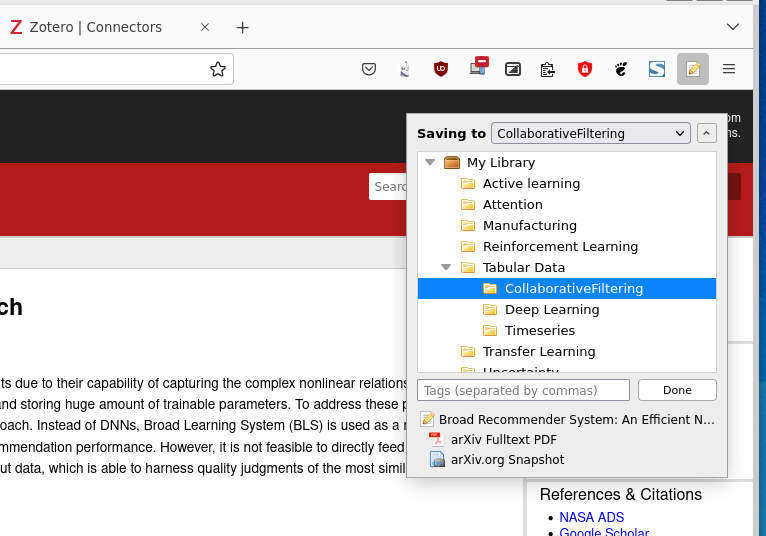 Zotero | Connectors
Saving to CollaborativeFiltering
My Library
Active learning
Attention
Manufacturing
Reinforcement Learning
Tabular Data
CollaborativeFiltering
Deep Learning
Timeseries
Transfer Learning
Uncertainty
Tags (separated by commas) Done
Broad Recommender System: An Efficient N...
arXiv Fulltext PDF
arXiv.org Snapshot
om
ns.
Searc
ch
ts due to their capability of capturing the complex nonlinear relations
and storing huge amount of trainable parameters. To address these p
oach. Instead of DNNs, Broad Learning System (BLS) is used as a
mmendation performance. However, it is not feasible to directly feed
ut data, which is able to harness quality judgments of the most simil
References & Citations
NASA ADS
Google Scholar